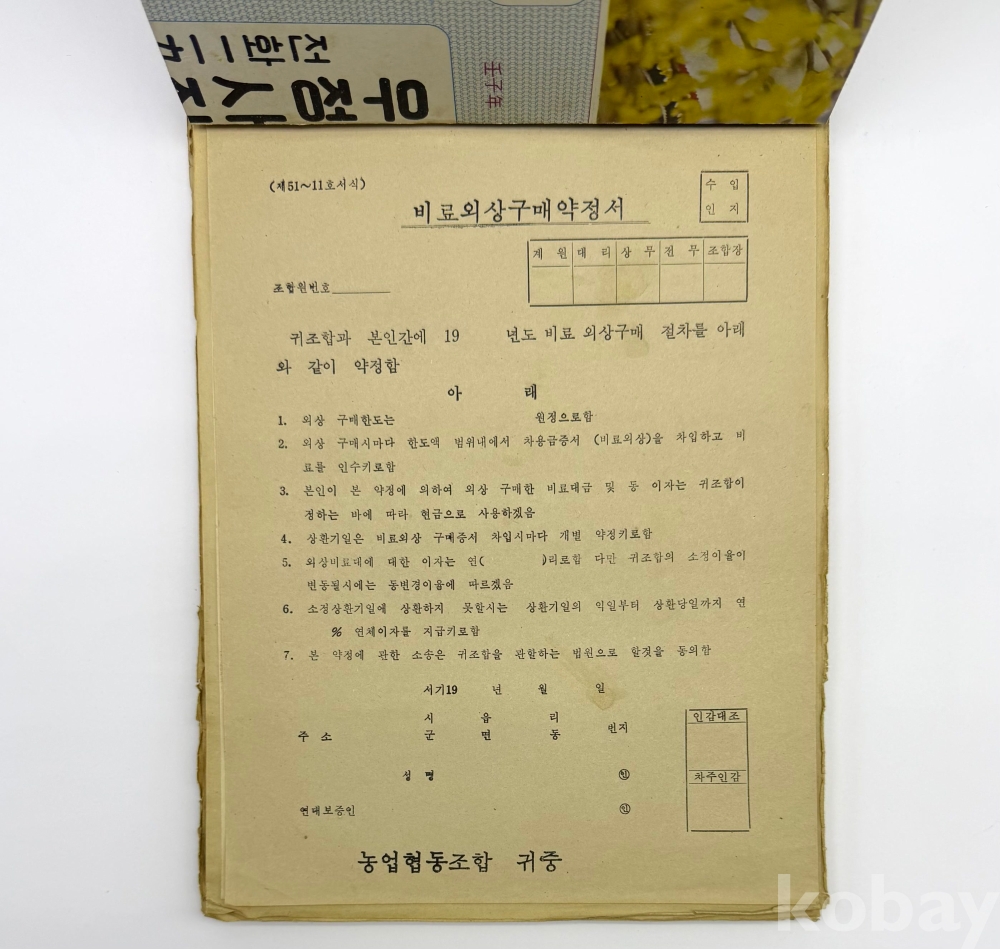 전화
우정사
壬子年
(제51~11호서식)
비료외상구매약정서
수 입
인 지
계 원 대 리 상 무 전 무 조합장
조합원번호
귀조합과 본인간에 19 년도 비료 외상구매 절차를 아래
와 같이 약정함
아 래
1. 외상 구매한도는 원정으로함
2. 외상 구매시마다 한도액 범위내에서 차용금증서 (비료외상)을 차입하고 비
료를 인수키로함
3. 본인이 본 약정에 의하여 외상 구매한 비료대금 및 동 이자는 귀조합이
정하는 바에 따라 현금으로 사용하겠음
4. 상환기일은 비료외상 구메증서 차입시마다 개별 약정키로함
5. 외상비료대에 대한 이자는 연( )리로함 다만 귀조합의 소정이율이
변동될시에는 동변경이율에 따르겠음
6. 소정상환기일에 상환하지 못할시는 상환기일의 익일부터 상환당일까지 연
% 연체이자를 지급키로함
7. 본 약정에 관한 소송은 귀조합을 관할하는 법원으로 할것을 동의함
서기19 년 월 일
시 읍 리
주 소 군 면 동 번지
인감대조
성 명 ㊞
차주인감
연대보증인 ㊞
농업협동조합 귀중
kobay